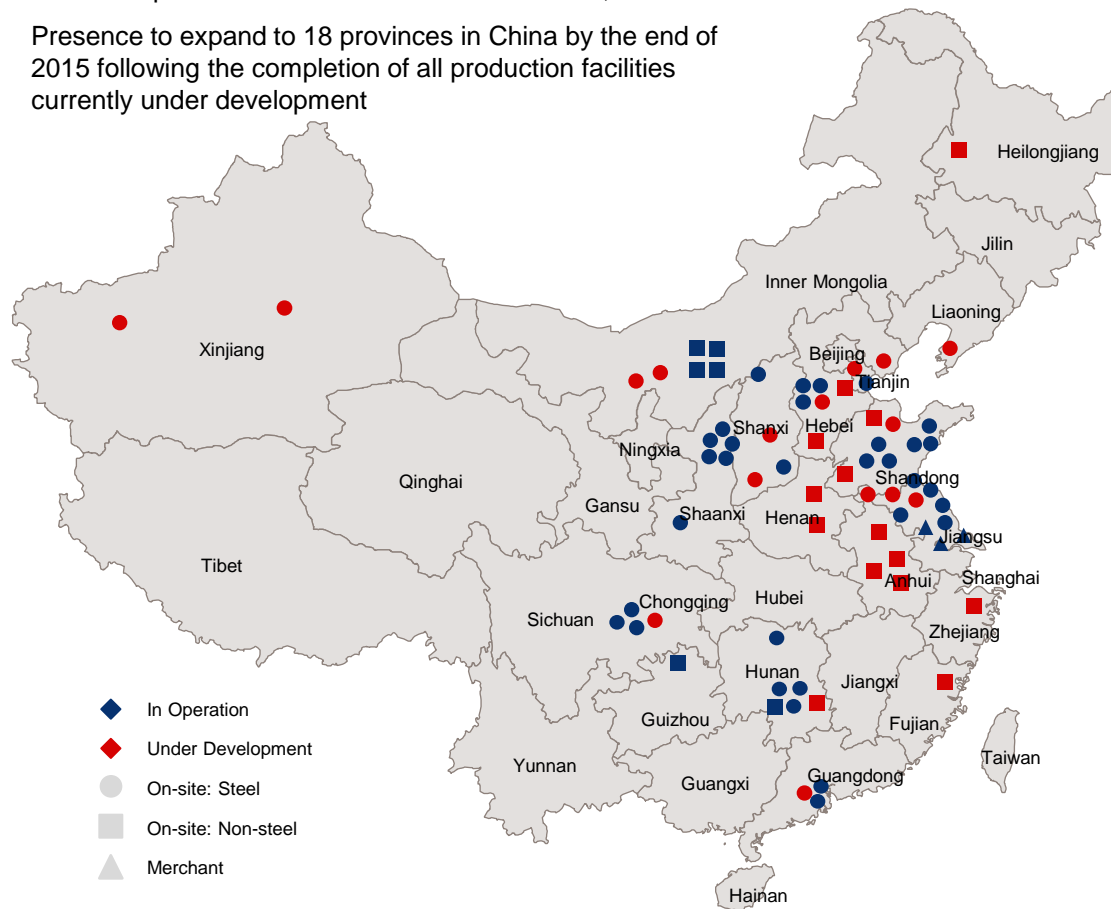 Presence to expand to 18 provinces in China by the end of
2015 following the completion of all production facilities
currently under development
Heilongjiang
Jilin
Inner Mongolia
Liaoning
Beijing
Tianjin
Xinjiang
Shanxi
Hebei
Ningxia
Qinghai
Shandong
Gansu
Shaanxi
Henan
Jiangsu
Tibet
Anhui
Shanghai
Hubei
Chongqing
Sichuan
Zhejiang
Hunan
Jiangxi
Guizhou
Fujian
Yunnan
Guangxi
Guangdong
Taiwan
Hainan
In Operation
Under Development
On-site: Steel
On-site: Non-steel
Merchant